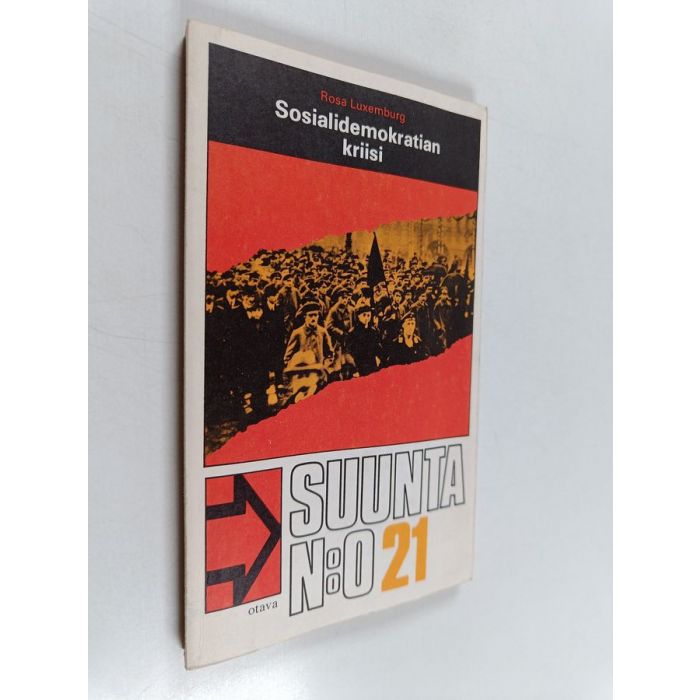 Rosa Luxemburg
Sosialidemokratian
kriisi
SUUNTA
N:O 21
otava